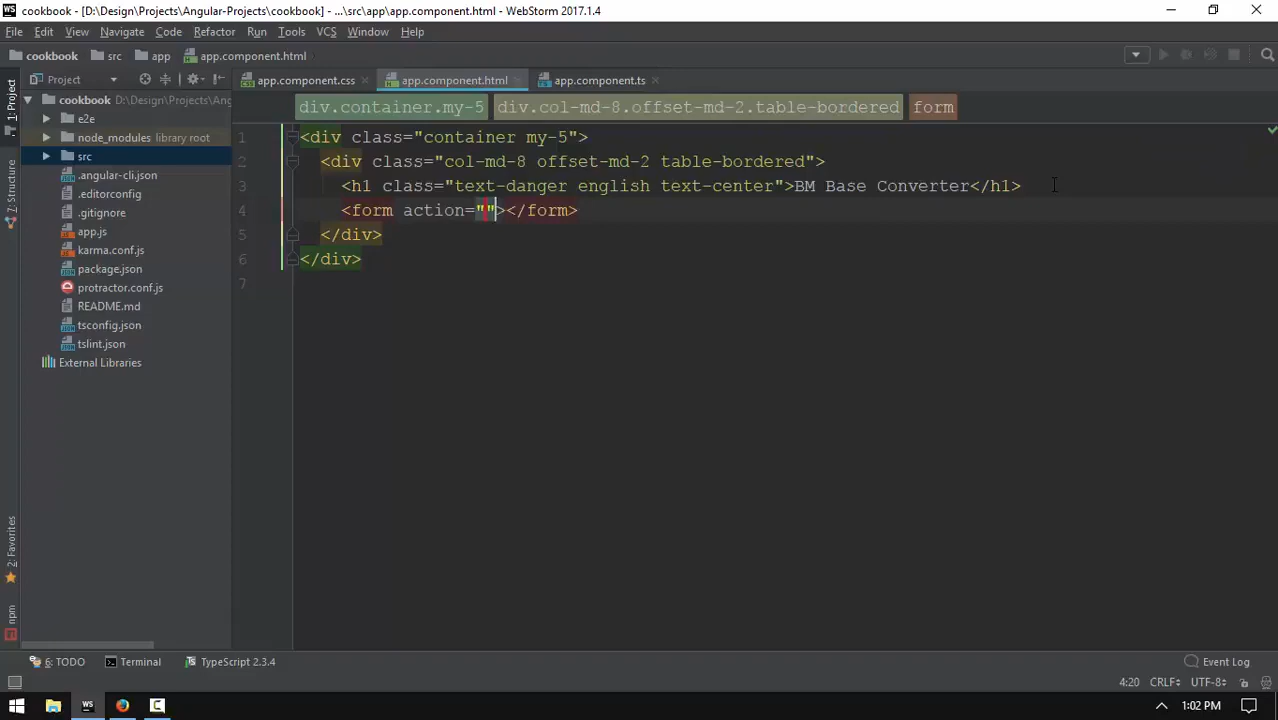 WS cookbook - [D:\Design\Projects\Angular-Projects\cookbook] - ...\src\app\app.component.html - WebStorm 2017.1.4
File Edit View Navigate Code Refactor Run Tools VCS Window Help
cookbook src app app.component.html
Project app.component.css app.component.html app.component.ts
1: Project
Z: Structure
2: Favorites
npm
cookbook D:\Design\Projects\Ang
e2e
node_modules library root
src
.angular-cli.json
.editorconfig
.gitignore
app.js
karma.conf.js
package.json
protractor.conf.js
README.md
tsconfig.json
tslint.json
External Libraries
div.container.my-5 div.col-md-8.offset-md-2.table-bordered form
1 <div class="container my-5">
2 <div class="col-md-8 offset-md-2 table-bordered">
3 <h1 class="text-danger english text-center">BM Base Converter</h1>
4 <form action=""></form>
5 </div>
6 </div>
7
6: TODO Terminal TypeScript 2.3.4 Event Log
4:20 CRLF UTF-8
WS 1:02 PM